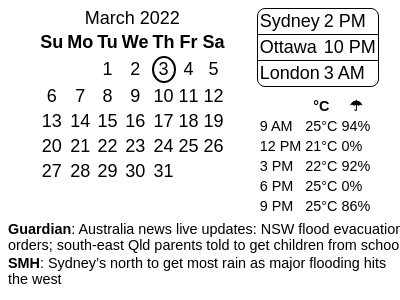 March 2022
Su Mo Tu We Th Fr Sa
1 2 3 4 5
6 7 8 9 10 11 12
13 14 15 16 17 18 19
20 21 22 23 24 25 26
27 28 29 30 31
Sydney 2 PM
Ottawa 10 PM
London 3 AM
°C ☂
9 AM 25°C 94%
12 PM 21°C 0%
3 PM 22°C 92%
6 PM 25°C 0%
9 PM 25°C 86%
Guardian: Australia news live updates: NSW flood evacuation
orders; south-east Qld parents told to get children from schoo
SMH: Sydney's north to get most rain as major flooding hits
the west